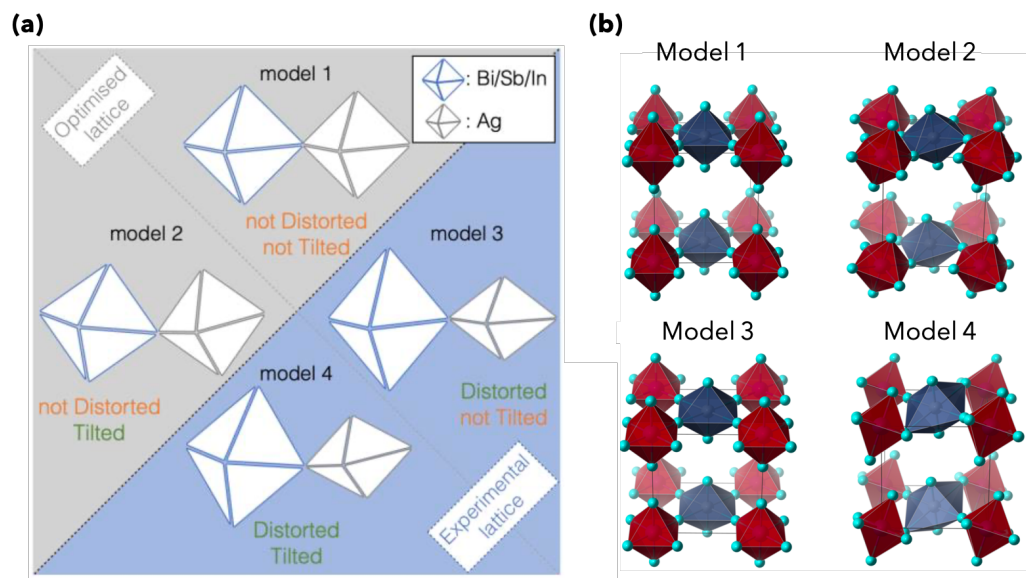 (a)
Optimised
lattice
model 1
: Bi/Sb/In
: Ag
not Distorted
not Tilted
model 2
model 3
not Distorted
Tilted
model 4
Distorted
not Tilted
Distorted
Tilted
Experimental
lattice
(b)
Model 1
Model 2
Model 3
Model 4